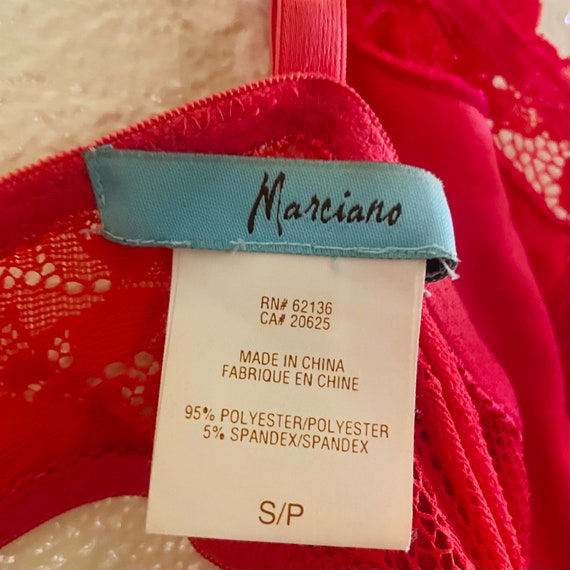 Marciano
RN# 62136
CA# 20625
MADE IN CHINA
FABRIQUE EN CHINE
95% POLYESTER/POLYESTER
5% SPANDEX/SPANDEX
S/P